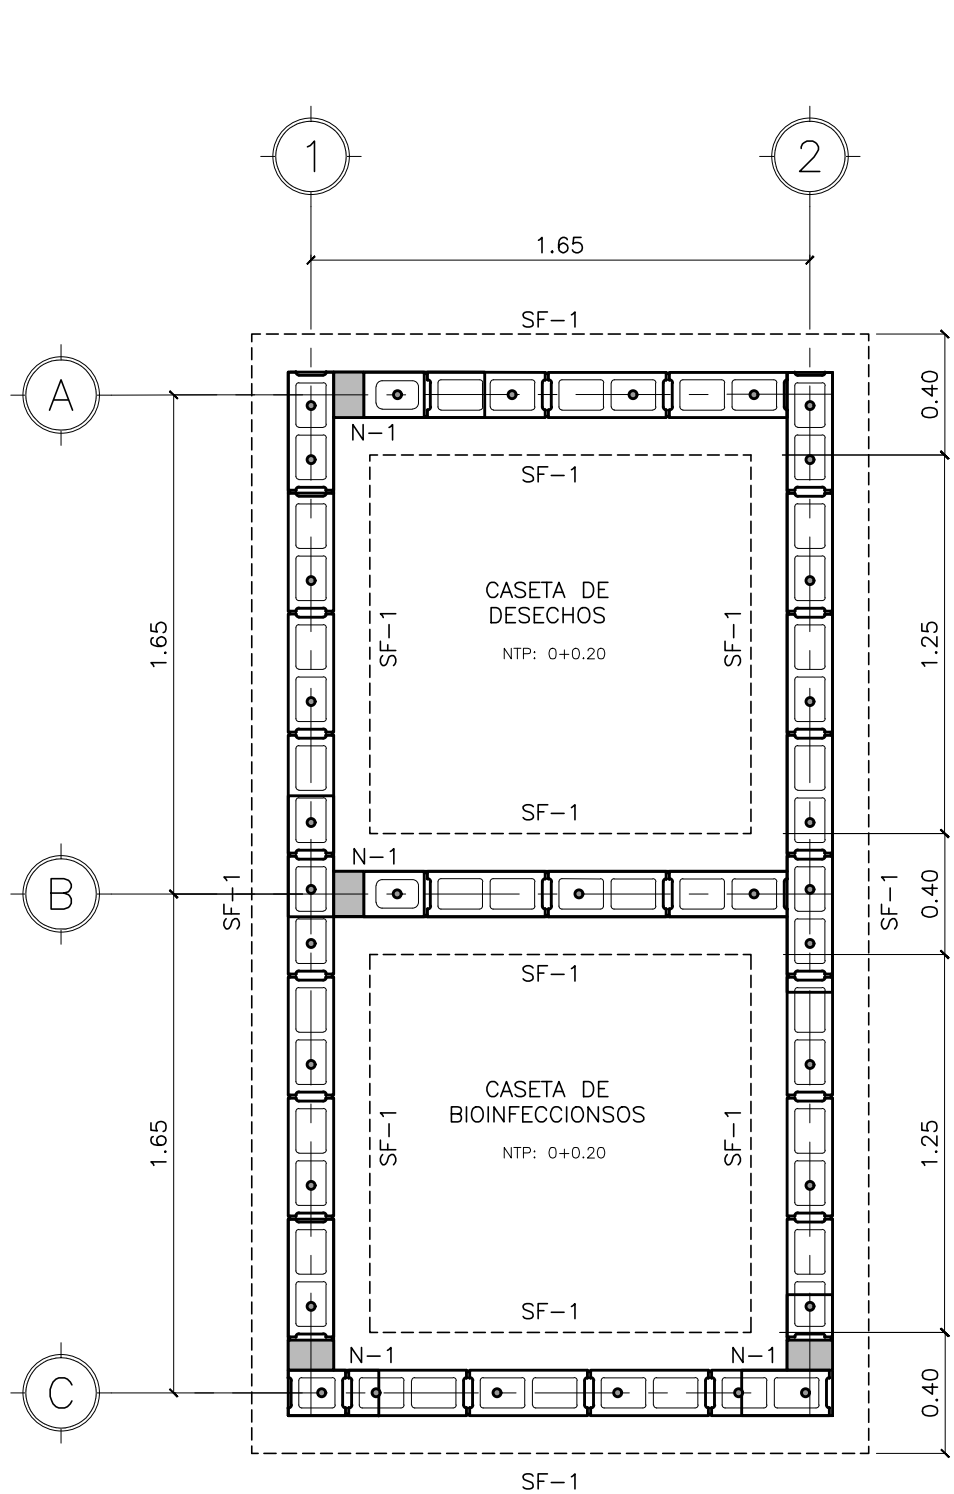 1
2
1.65
SF-1
A
0.40
N-1
SF-1
CASETA DE
DESECHOS
NTP: 0+0.20
SF-1
SF-1
1.65
1.25
SF-1
N-1
B
SF-1
SF-1
0.40
SF-1
CASETA DE
BIOINFECCIONSOS
NTP: 0+0.20
SF-1
SF-1
1.65
1.25
SF-1
N-1
N-1
C
0.40
SF-1